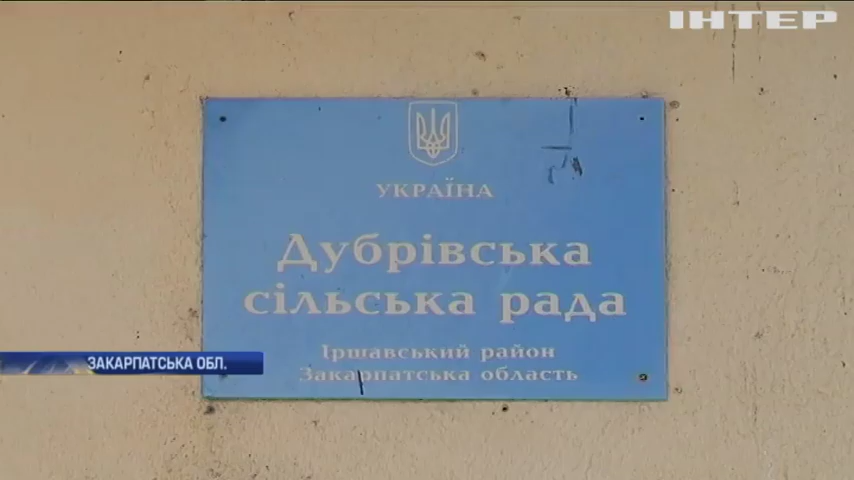 ІНТЕР
УКРАЇНА
Дубрівська
сільська рада
Іршавський район
Закарпатська область
ЗАКАРПАТСЬКА ОБЛ.